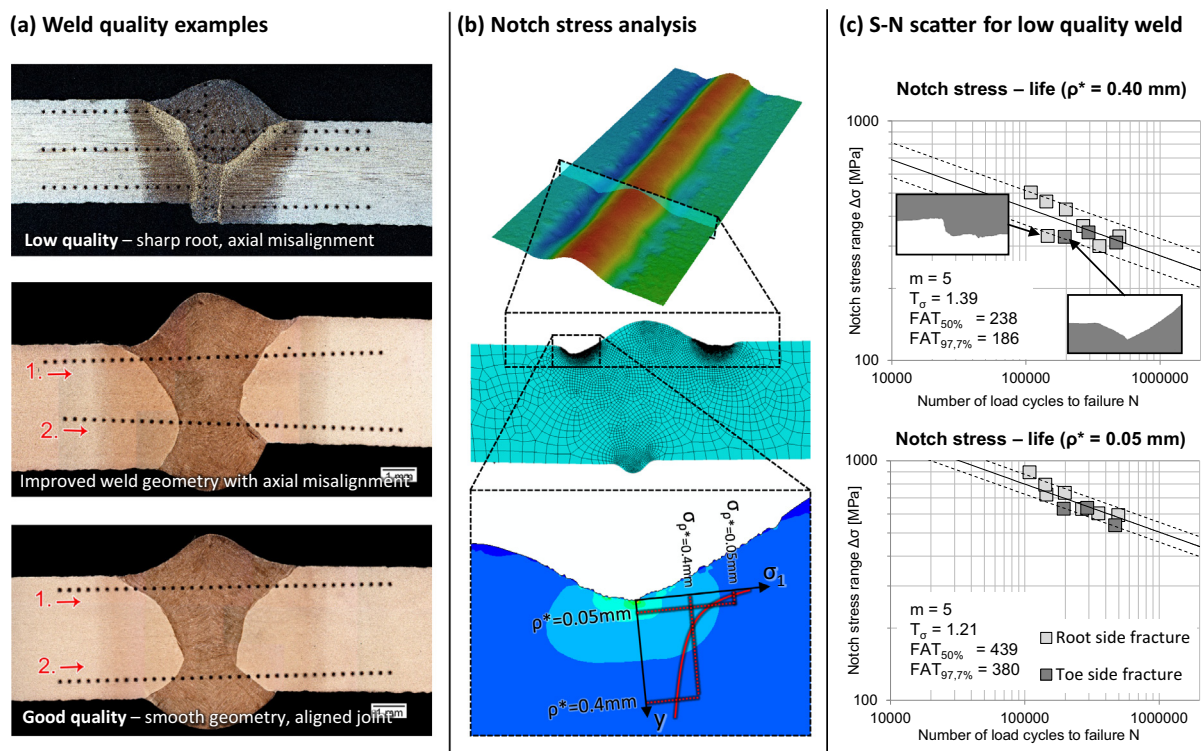 (a) Weld quality examples
Low quality – sharp root, axial misalignment
1.
2.
Improved weld geometry with axial misalignment
1 mm
1.
2.
Good quality – smooth geometry, aligned joint
1 mm
(b) Notch stress analysis
σρ*=0.4mm
σρ*=0.05mm
σ1
ρ*=0.05mm
ρ*=0.4mm
y
(c) S-N scatter for low quality weld
Notch stress – life (ρ* = 0.40 mm)
Notch stress range Δσ [MPa]
1000
100
m = 5
Tσ = 1.39
FAT50% = 238
FAT97,7% = 186
10000 100000 1000000
Number of load cycles to failure N
Notch stress – life (ρ* = 0.05 mm)
Notch stress range Δσ [MPa]
1000
100
m = 5
Tσ = 1.21
FAT50% = 439
FAT97,7% = 380
Root side fracture
Toe side fracture
10000 100000 1000000
Number of load cycles to failure N